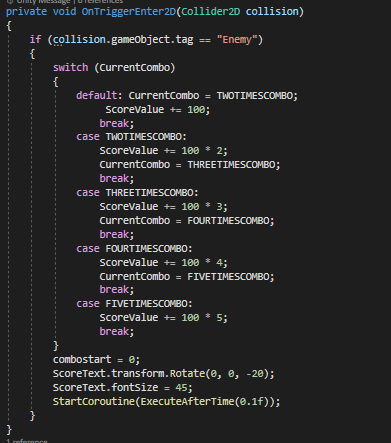 Unity Message | 0 references
private void OnTriggerEnter2D(Collider2D collision)
{
if (collision.gameObject.tag == "Enemy")
{
switch (CurrentCombo)
{
default: CurrentCombo = TWOTIMESCOMBO;
ScoreValue += 100;
break;
case TWOTIMESCOMBO:
ScoreValue += 100 * 2;
CurrentCombo = THREETIMESCOMBO;
break;
case THREETIMESCOMBO:
ScoreValue += 100 * 3;
CurrentCombo = FOURTIMESCOMBO;
break;
case FOURTIMESCOMBO:
ScoreValue += 100 * 4;
CurrentCombo = FIVETIMESCOMBO;
break;
case FIVETIMESCOMBO:
ScoreValue += 100 * 5;
break;
}
combostart = 0;
ScoreText.transform.Rotate(0, 0, -20);
ScoreText.fontSize = 45;
StartCoroutine(ExecuteAfterTime(0.1f));
}
}
1 reference